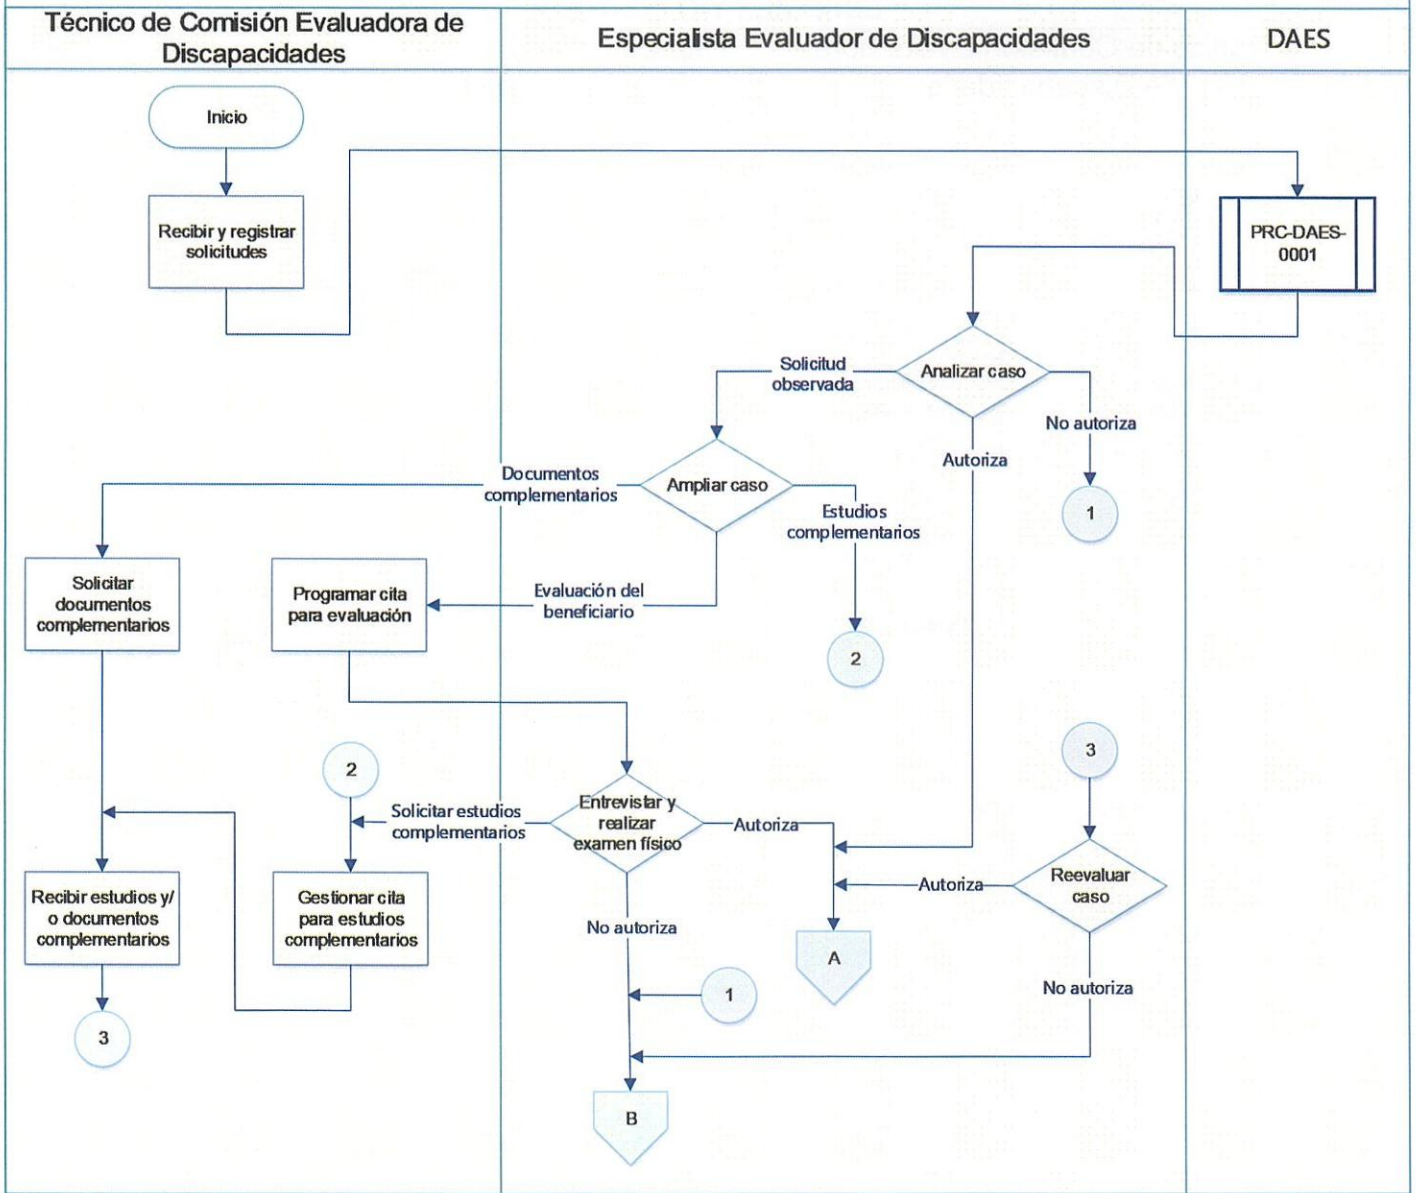 Técnico de Comisión Evaluadora de
Discapacidades
Especialista Evaluador de Discapacidades
DAES
Inicio
Recibir y registrar
solicitudes
PRC-DAES-
0001
Analizar caso
Solicitud
observada
No autoriza
Autoriza
1
Ampliar caso
Documentos
complementarios
Estudios
complementarios
2
Evaluación del
beneficiario
Solicitar
documentos
complementarios
Programar cita
para evaluación
2
3
Solicitar estudios
complementarios
Entrevistar y
realizar
examen físico
Autoriza
Autoriza
Reevaluar
caso
Recibir estudios y/
o documentos
complementarios
Gestionar cita
para estudios
complementarios
No autoriza
A
1
No autoriza
3
B